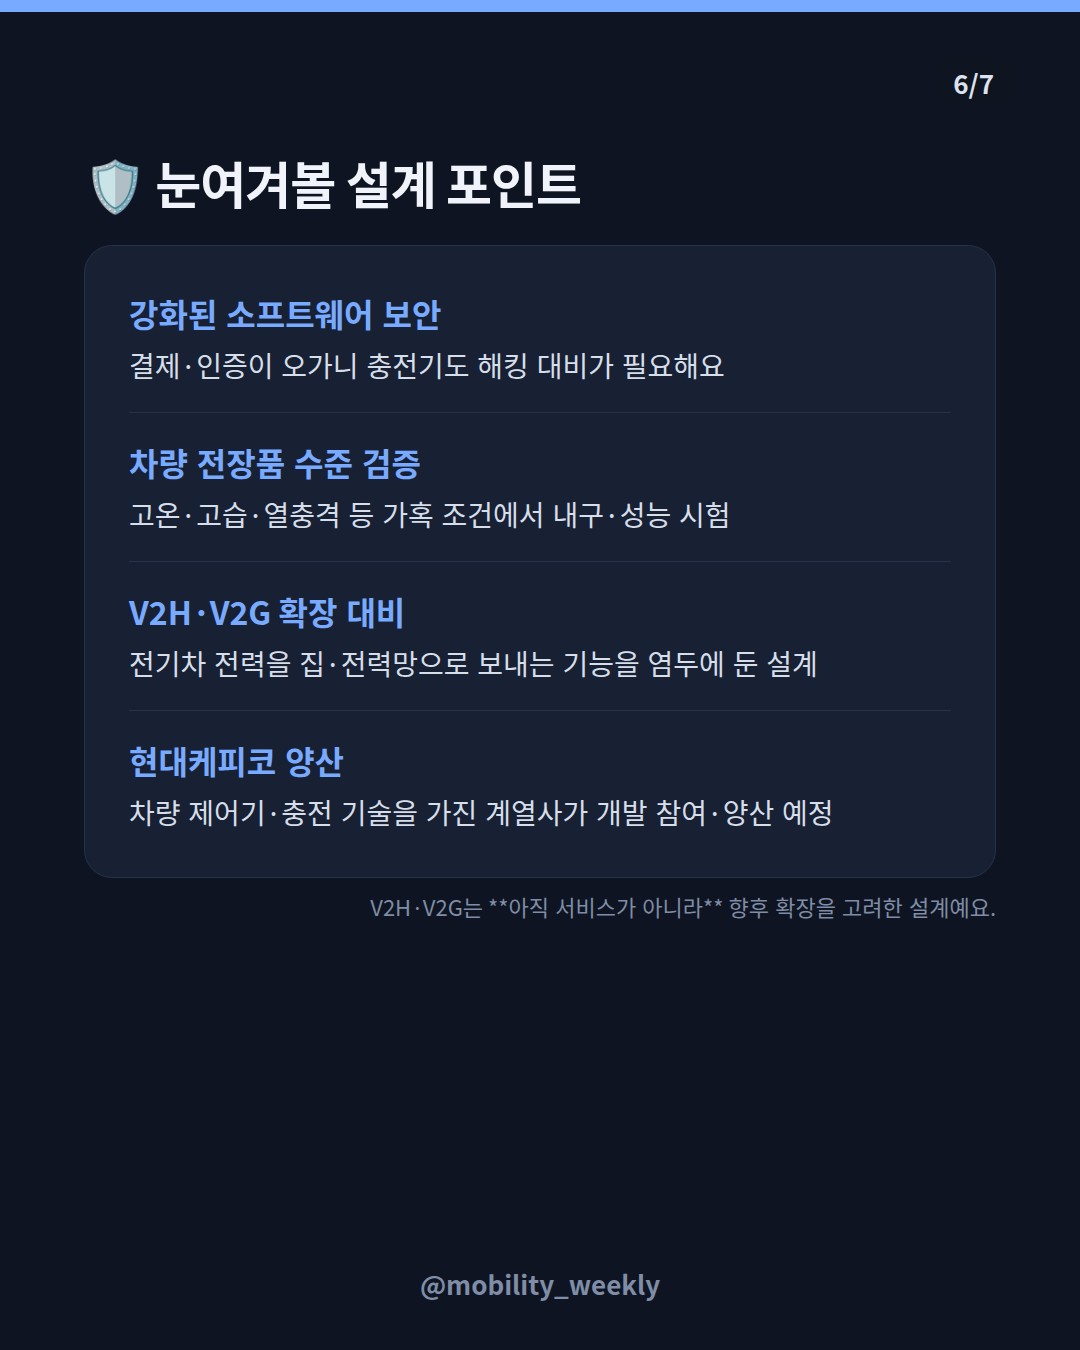 6/7
눈여겨볼 설계 포인트
강화된 소프트웨어 보안
결제·인증이 오가니 충전기도 해킹 대비가 필요해요
차량 전장품 수준 검증
고온·고습·열충격 등 가혹 조건에서 내구·성능 시험
V2H·V2G 확장 대비
전기차 전력을 집·전력망으로 보내는 기능을 염두에 둔 설계
현대케피코 양산
차량 제어기·충전 기술을 가진 계열사가 개발 참여·양산 예정
V2H·V2G는 **아직 서비스가 아니라** 향후 확장을 고려한 설계예요.
@mobility_weekly